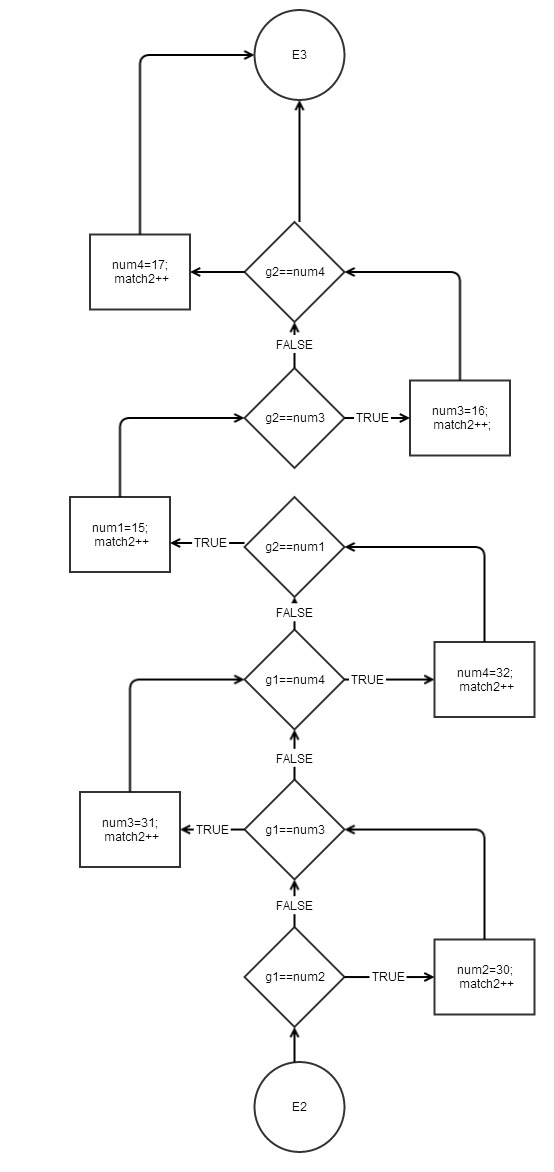 E3
num4=17;
match2++
g2==num4
FALSE
g2==num3
TRUE
num3=16;
match2++;
num1=15;
match2++
TRUE
g2==num1
FALSE
g1==num4
TRUE
num4=32;
match2++
FALSE
num3=31;
match2++
TRUE
g1==num3
FALSE
g1==num2
TRUE
num2=30;
match2++
E2